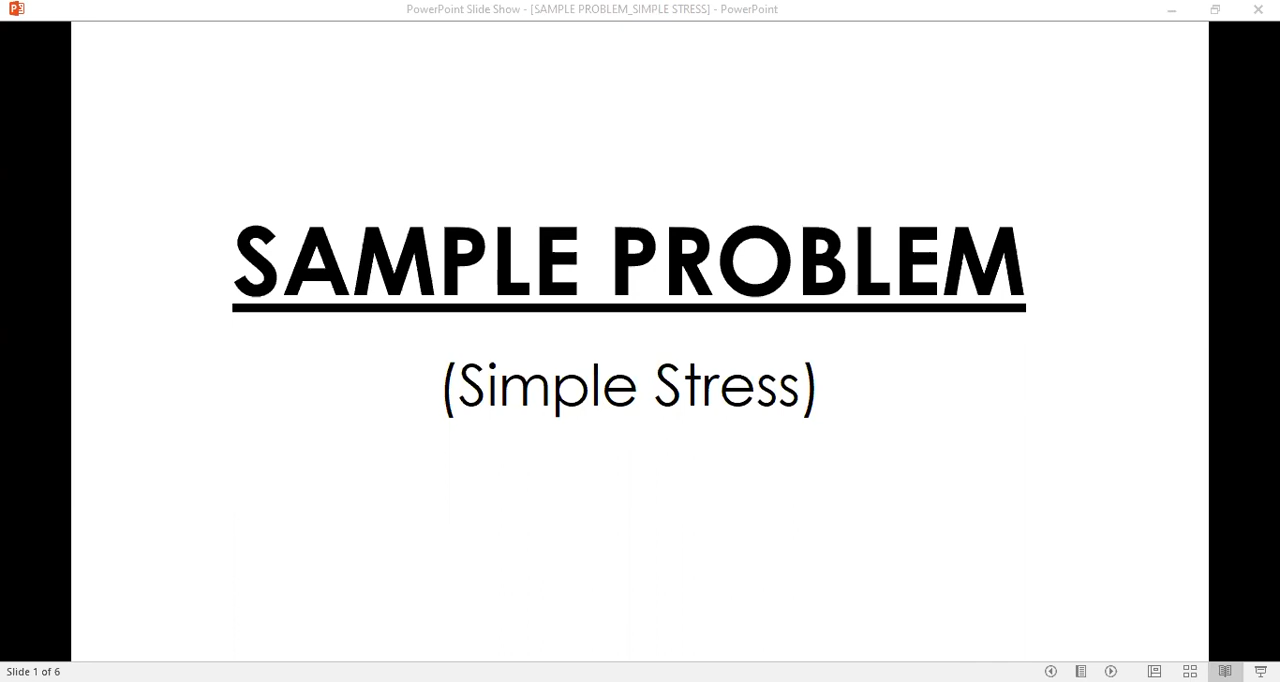 PowerPoint Slide Show - [SAMPLE PROBLEM_SIMPLE STRESS] - PowerPoint
SAMPLE PROBLEM
(Simple Stress)
Slide 1 of 6